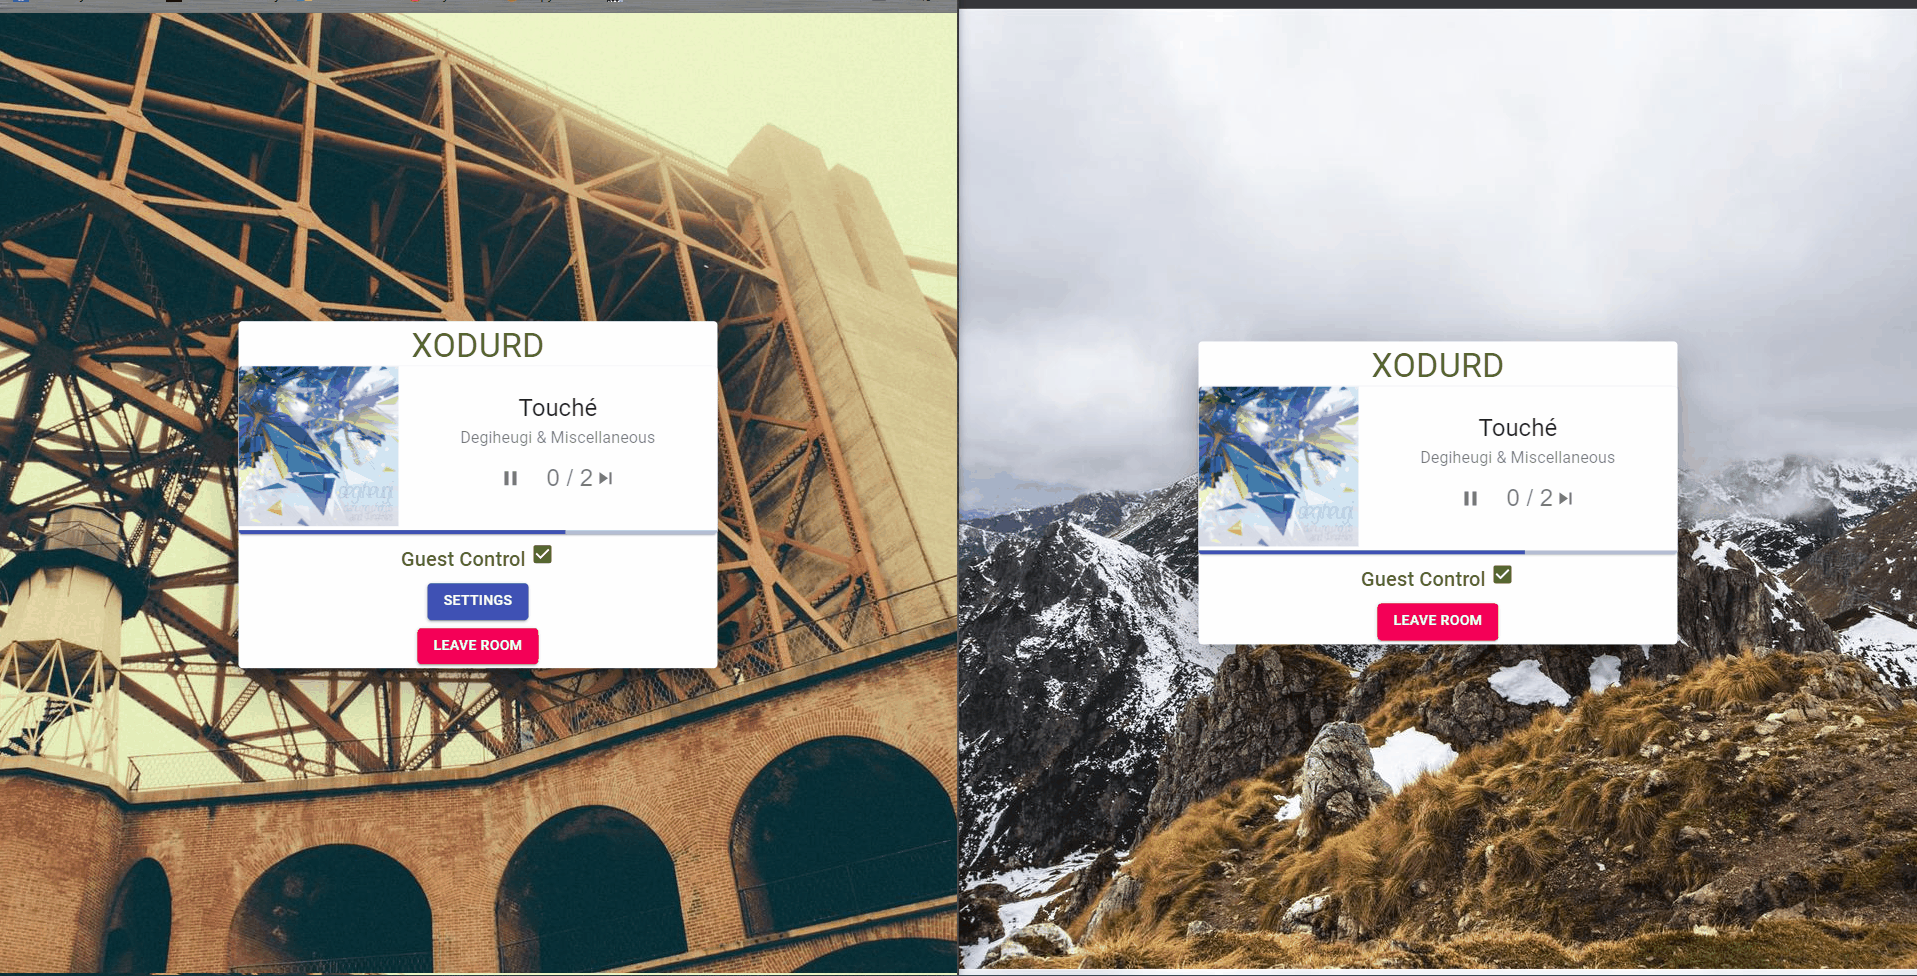 XODURD
Touché
Degiheugi & Miscellaneous
0 / 2
Guest Control
SETTINGS
LEAVE ROOM
XODURD
degiheugi
Touché
Degiheugi & Miscellaneous
0 / 2
Guest Control
LEAVE ROOM